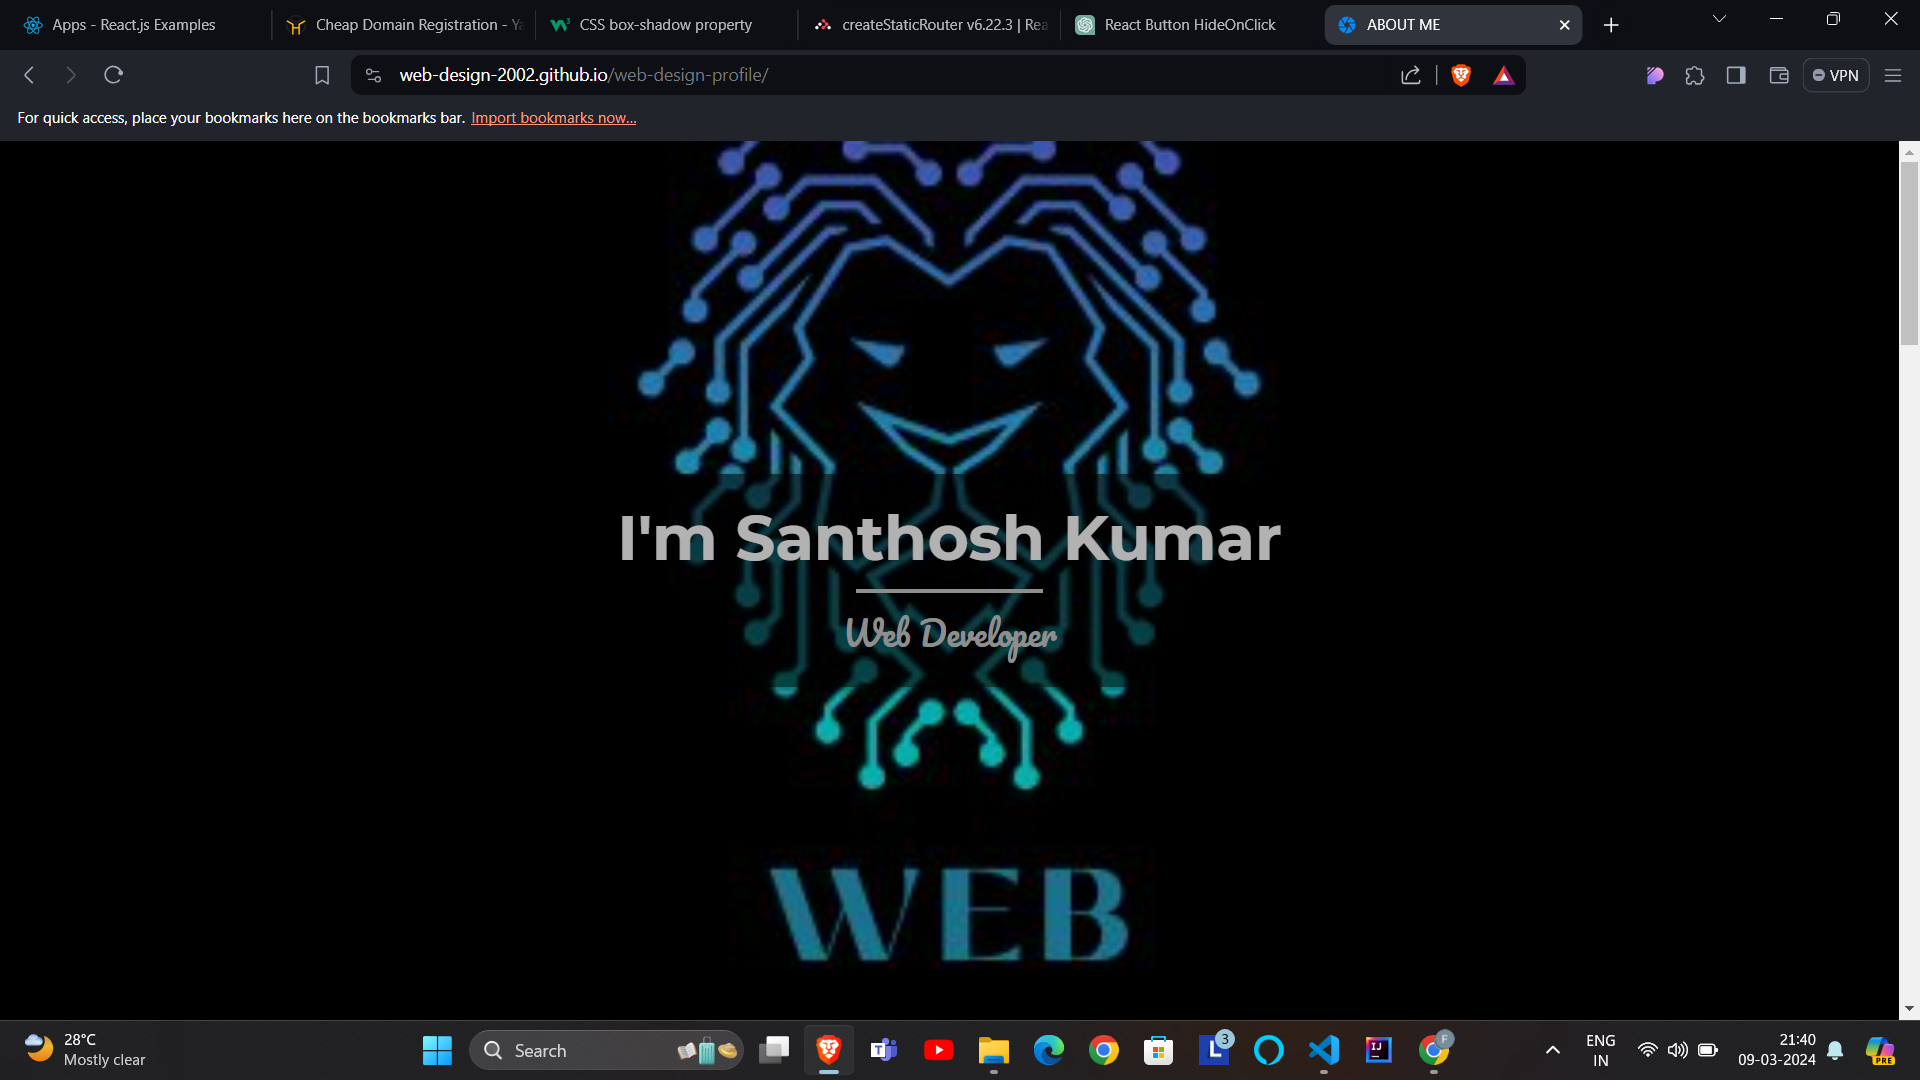 Apps - React.js Examples
Cheap Domain Registration -
CSS box-shadow property
createStaticRouter v6.22.3 | Rea
React Button HideOnClick
ABOUT ME
web-design-2002.github.io/web-design-profile/
VPN
For quick access, place your bookmarks here on the bookmarks bar. Import bookmarks now...
I'm Santhosh Kumar
Web Developer
WEB
28°C
Mostly clear
Search
3
F
ENG
IN
21:40
09-03-2024
PRE